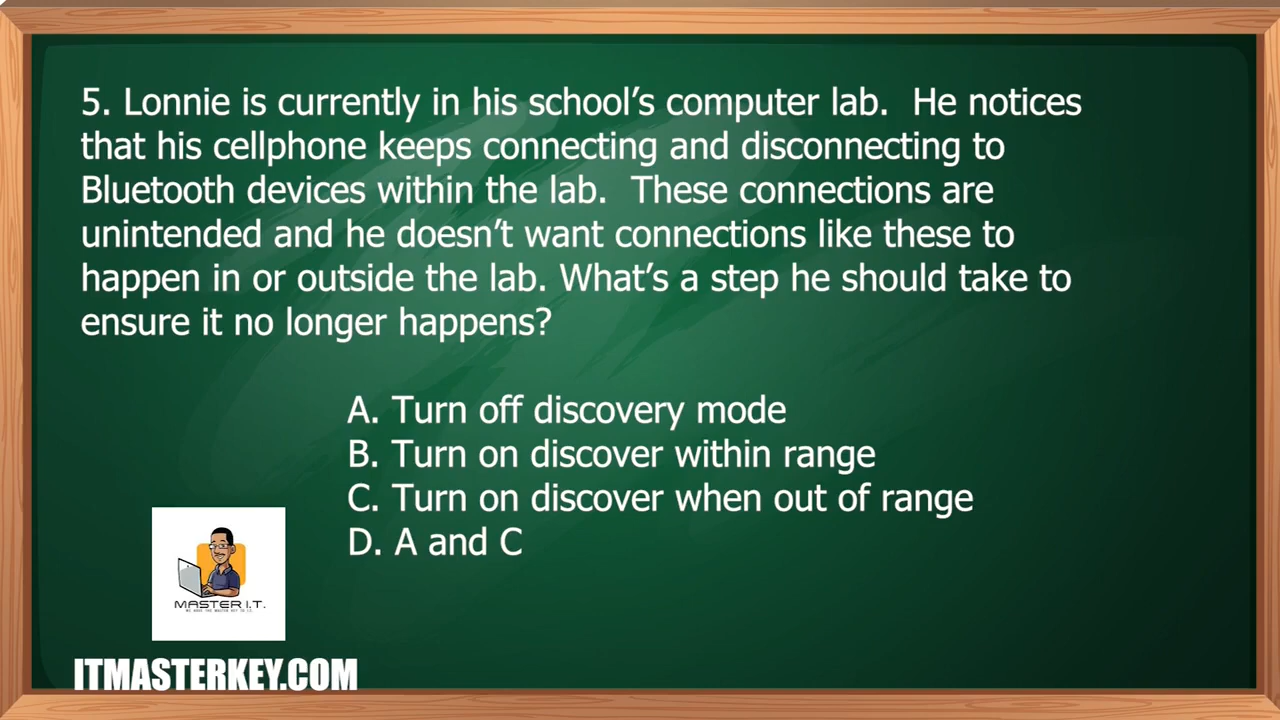 5. Lonnie is currently in his school’s computer lab.  He notices
that his cellphone keeps connecting and disconnecting to
Bluetooth devices within the lab.  These connections are
unintended and he doesn’t want connections like these to
happen in or outside the lab. What’s a step he should take to
ensure it no longer happens?
A. Turn off discovery mode
B. Turn on discover within range
C. Turn on discover when out of range
D. A and C
MASTER I.T.
ITMASTERKEY.COM